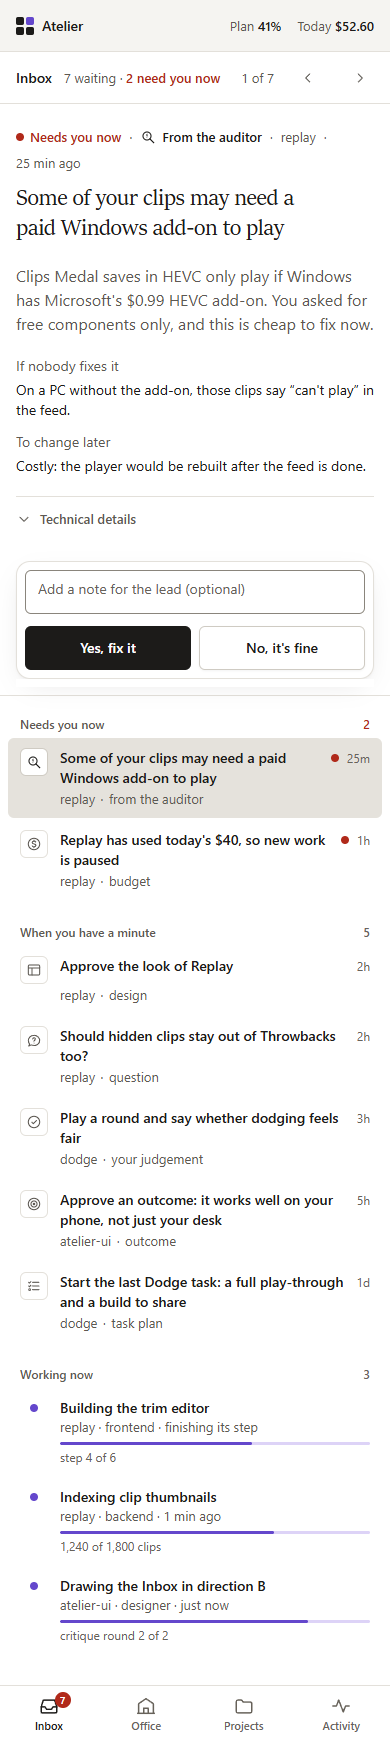 Atelier
Plan 41% Today $52.60
Inbox 7 waiting · 2 need you now 1 of 7
Needs you now · From the auditor · replay ·
25 min ago
Some of your clips may need a
paid Windows add-on to play
Clips Medal saves in HEVC only play if Windows
has Microsoft's $0.99 HEVC add-on. You asked for
free components only, and this is cheap to fix now.
If nobody fixes it
On a PC without the add-on, those clips say “can't play” in
the feed.
To change later
Costly: the player would be rebuilt after the feed is done.
Technical details
Add a note for the lead (optional)
Yes, fix it
No, it's fine
Needs you now 2
Some of your clips may need a paid 25m
Windows add-on to play
replay · from the auditor
Replay has used today's $40, so new work 1h
is paused
replay · budget
When you have a minute 5
Approve the look of Replay 2h
replay · design
Should hidden clips stay out of Throwbacks 2h
too?
replay · question
Play a round and say whether dodging feels 3h
fair
dodge · your judgement
Approve an outcome: it works well on your 5h
phone, not just your desk
atelier-ui · outcome
Start the last Dodge task: a full play-through 1d
and a build to share
dodge · task plan
Working now 3
Building the trim editor
replay · frontend · finishing its step
step 4 of 6
Indexing clip thumbnails
replay · backend · 1 min ago
1,240 of 1,800 clips
Drawing the Inbox in direction B
atelier-ui · designer · just now
critique round 2 of 2
7
Inbox Office Projects Activity